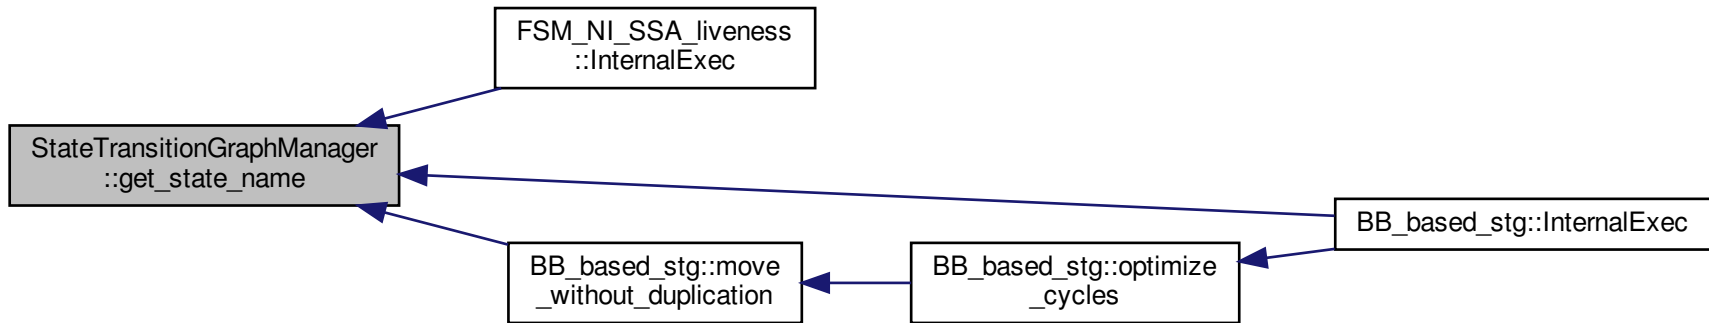 FSM_NI_SSA_liveness
::InternalExec
StateTransitionGraphManager
::get_state_name
BB_based_stg::InternalExec
BB_based_stg::move
_without_duplication
BB_based_stg::optimize
_cycles